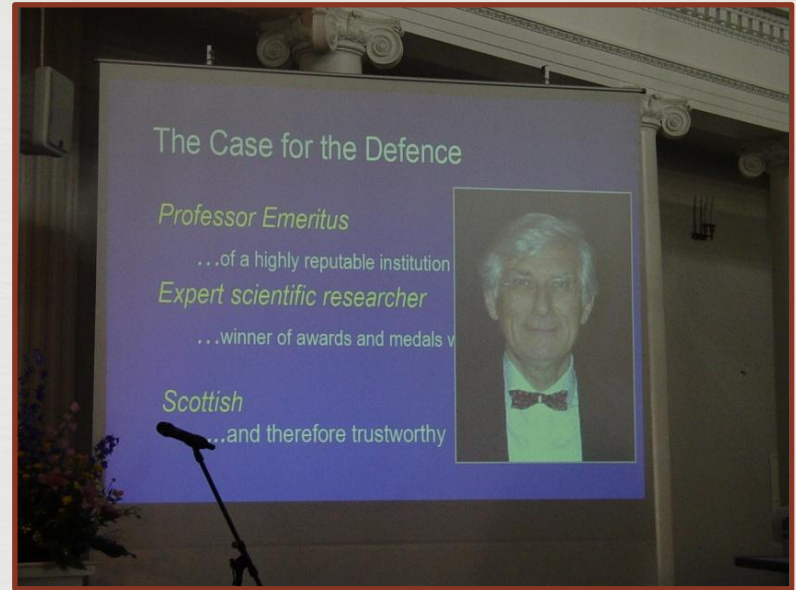 The Case for the Defence
Professor Emeritus
...of a highly reputable institution
Expert scientific researcher
...winner of awards and medals w
Scottish
...and therefore trustworthy